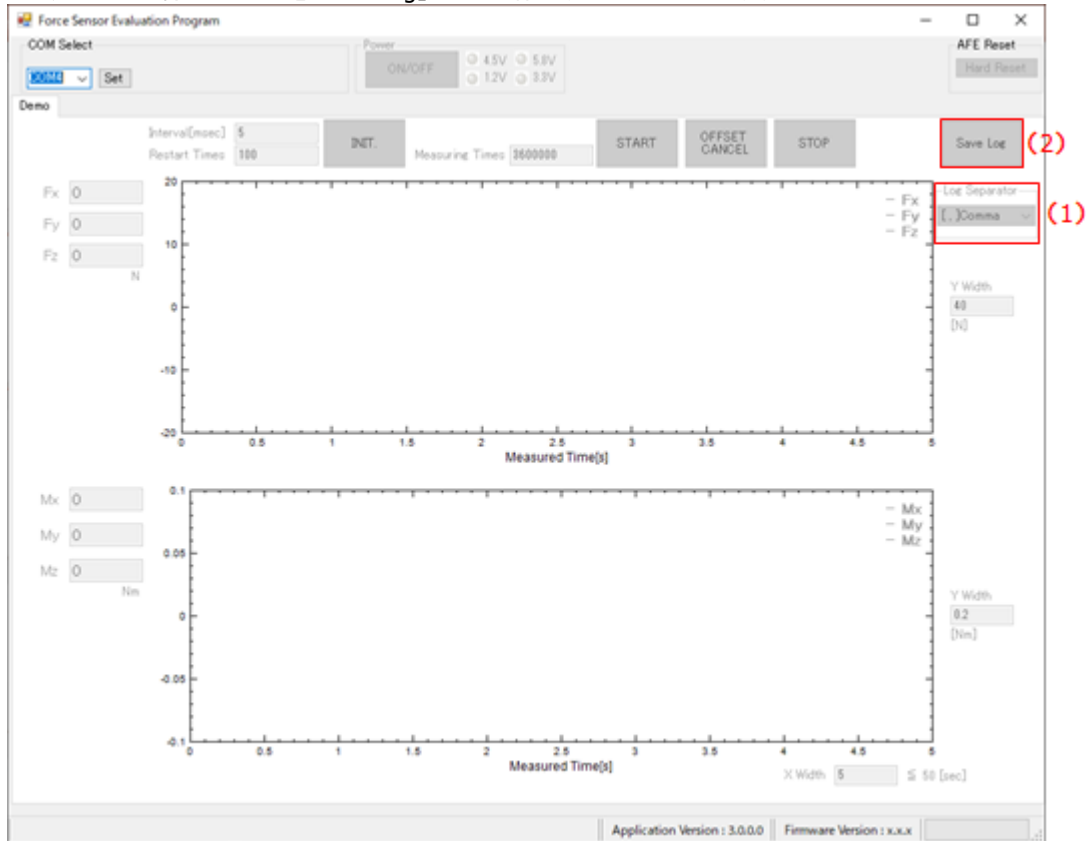 Force Sensor Evaluation Program
COM Select
COM4
Set
Power
ON/OFF
4.5V
5.8V
1.2V
3.3V
AFE Reset
Hard Reset
Demo
Interval[msec] 5
Restart Times 100
INIT.
Measuring Times 3600000
START
OFFSET
CANCEL
STOP
Save Log
(2)
Log Separator
[,]Comma
(1)
Fx 0
Fy 0
Fz 0
N
20
10
0
-10
-20
Fx
Fy
Fz
0 0.5 1 1.5 2 2.5 3 3.5 4 4.5 5
Measured Time[s]
Y Width
40
[N]
Mx 0
My 0
Mz 0
Nm
0.1
0.05
0
-0.05
-0.1
Mx
My
Mz
0 0.5 1 1.5 2 2.5 3 3.5 4 4.5 5
Measured Time[s]
Y Width
0.2
[Nm]
X Width 5 ≦ 50 [sec]
Application Version : 3.0.0.0
Firmware Version : x.x.x